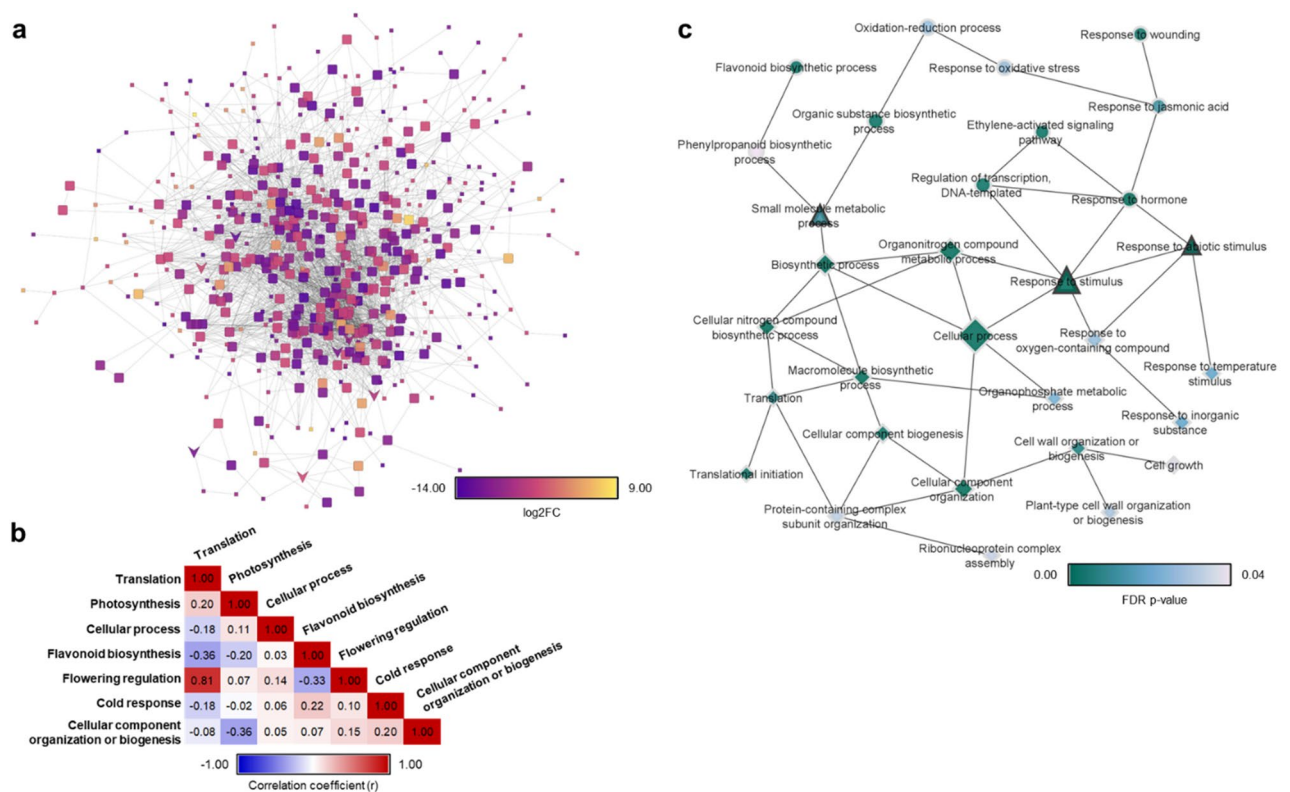 a
-14.00
9.00
log2FC
b
Translation
Photosynthesis
Cellular process
Flavonoid biosynthesis
Flowering regulation
Cold response
Cellular component
organization or biogenesis
Translation 1.00
Photosynthesis 0.20 1.00
Cellular process -0.18 0.11 1.00
Flavonoid biosynthesis -0.36 -0.20 0.03 1.00
Flowering regulation 0.81 0.07 0.14 -0.33 1.00
Cold response -0.18 -0.02 0.06 0.22 0.10 1.00
Cellular component
organization or biogenesis -0.08 -0.36 0.05 0.07 0.15 0.20 1.00
-1.00
1.00
Correlation coefficient (r)
c
Oxidation-reduction process
Response to wounding
Flavonoid biosynthetic process
Response to oxidative stress
Response to jasmonic acid
Organic substance biosynthetic
process
Ethylene-activated signaling
pathway
Phenylpropanoid biosynthetic
process
Regulation of transcription,
DNA-templated
Response to hormone
Small molecule metabolic
process
Organonitrogen compound
metabolic process
Response to abiotic stimulus
Biosynthetic process
Response to stimulus
Cellular nitrogen compound
biosynthetic process
Cellular process
Response to
oxygen-containing compound
Macromolecule biosynthetic
process
Response to temperature
stimulus
Translation
Organophosphate metabolic
process
Response to inorganic
substance
Cellular component biogenesis
Cell wall organization or
biogenesis
Cell growth
Translational initiation
Cellular component
organization
Protein-containing complex
subunit organization
Plant-type cell wall organization
or biogenesis
Ribonucleoprotein complex
assembly
0.00
0.04
FDR p-value